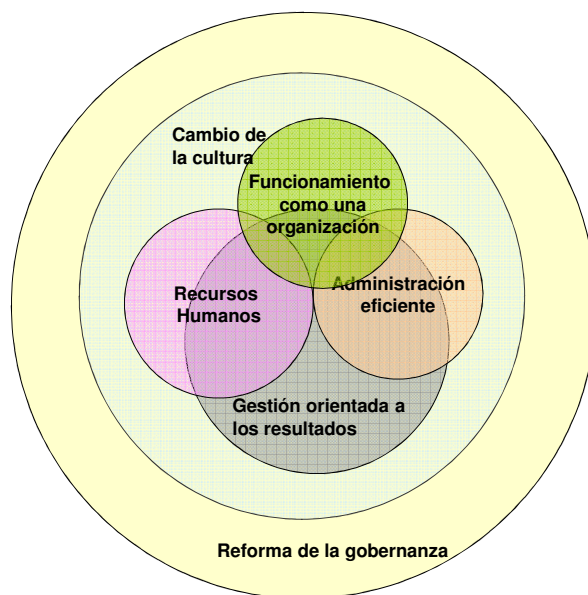 Cambio de
la cultura
Funcionamiento
como una
organización
Recursos
Humanos
Administración
eficiente
Gestión orientada a
los resultados
Reforma de la gobernanza